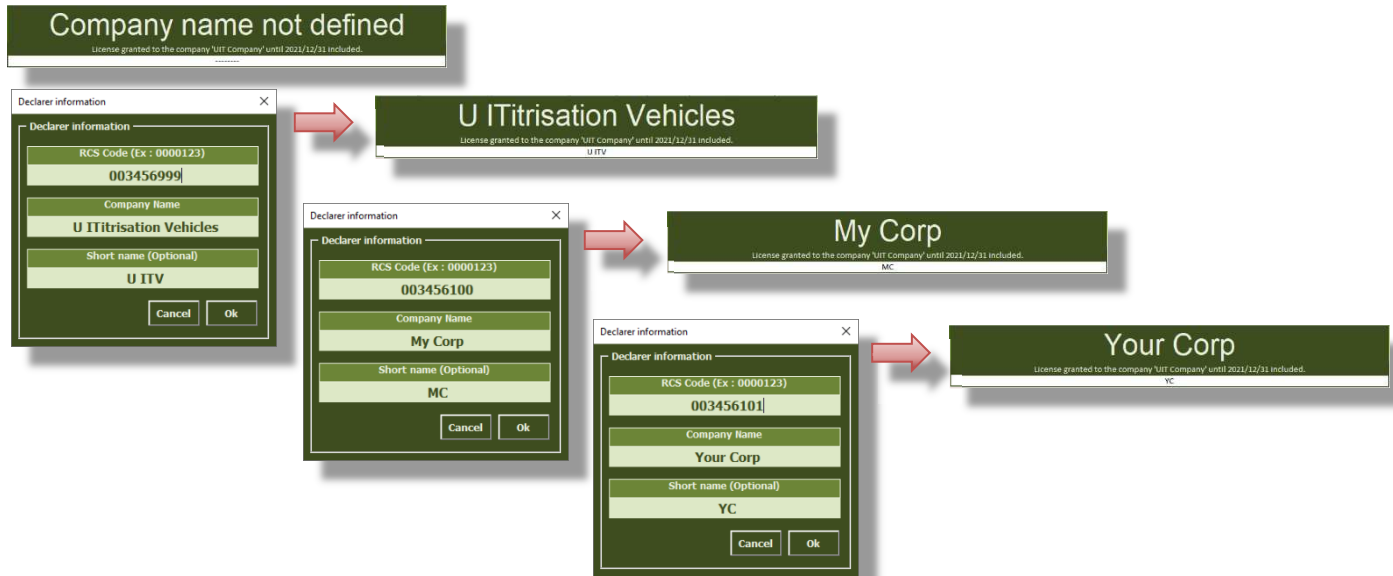 Company name not defined
License granted to the company 'UIT Company' until 2021/12/31 included.
--------
Declarer information
Declarer information
RCS Code (Ex : 0000123)
003456999
Company Name
U ITitrisation Vehicles
Short name (Optional)
U ITV
Cancel Ok
U ITitrisation Vehicles
License granted to the company 'UIT Company' until 2021/12/31 included.
U ITV
Declarer information
Declarer information
RCS Code (Ex : 0000123)
003456100
Company Name
My Corp
Short name (Optional)
MC
Cancel Ok
My Corp
License granted to the company 'UIT Company' until 2021/12/31 included.
MC
Declarer information
Declarer information
RCS Code (Ex : 0000123)
003456101
Company Name
Your Corp
Short name (Optional)
YC
Cancel Ok
Your Corp
License granted to the company 'UIT Company' until 2021/12/31 included.
YC